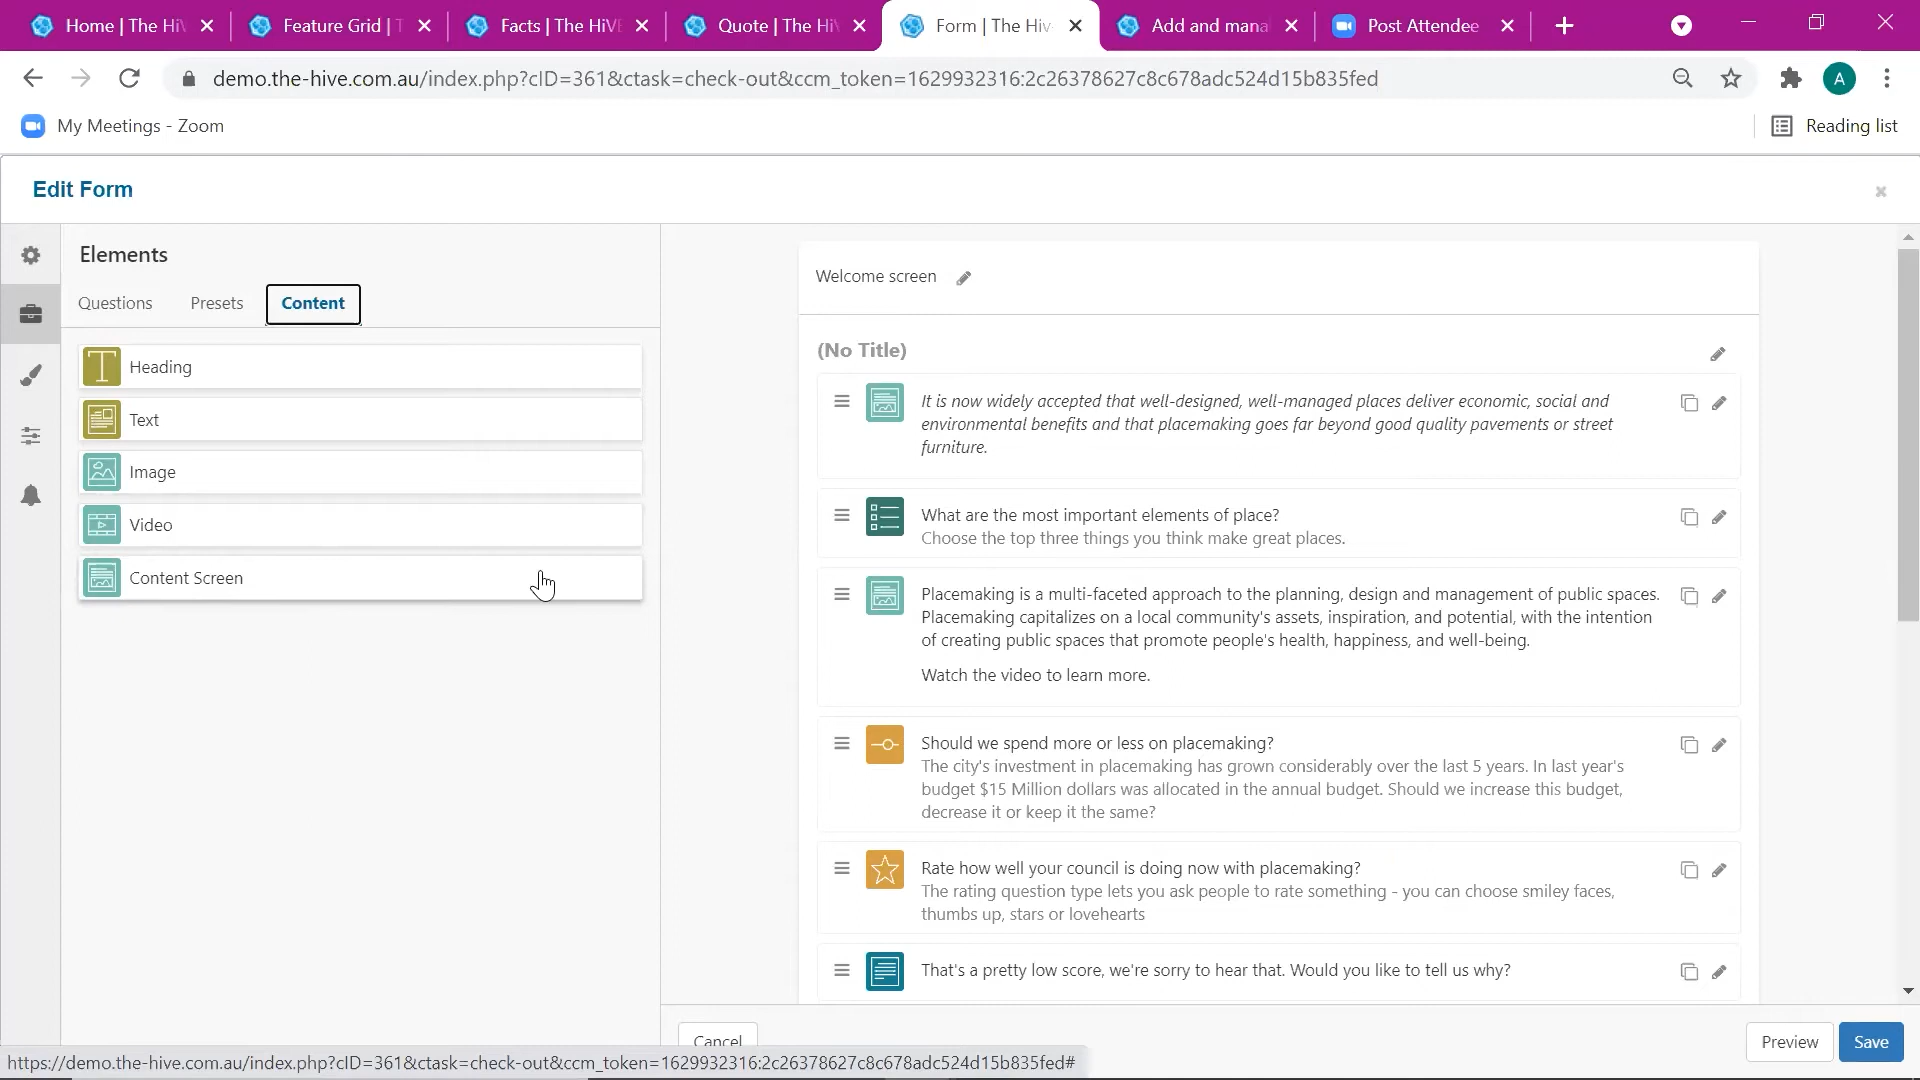 Home | The Hi
Feature Grid | T
Facts | The HiVE
Quote | The Hi
Form | The Hiv
Add and mana
Post Attendee
demo.the-hive.com.au/index.php?cID=361&ctask=check-out&ccm_token=1629932316:2c26378627c8c678adc524d15b835fed
A
My Meetings - Zoom
Reading list
Edit Form
Elements
Questions
Presets
Content
Heading
Text
Image
Video
Content Screen
Welcome screen
(No Title)
It is now widely accepted that well-designed, well-managed places deliver economic, social and
environmental benefits and that placemaking goes far beyond good quality pavements or street
furniture.
What are the most important elements of place?
Choose the top three things you think make great places.
Placemaking is a multi-faceted approach to the planning, design and management of public spaces.
Placemaking capitalizes on a local community's assets, inspiration, and potential, with the intention
of creating public spaces that promote people's health, happiness, and well-being.
Watch the video to learn more.
Should we spend more or less on placemaking?
The city's investment in placemaking has grown considerably over the last 5 years. In last year's
budget $15 Million dollars was allocated in the annual budget. Should we increase this budget,
decrease it or keep it the same?
Rate how well your council is doing now with placemaking?
The rating question type lets you ask people to rate something - you can choose smiley faces,
thumbs up, stars or lovehearts
That's a pretty low score, we're sorry to hear that. Would you like to tell us why?
Cancel
Preview
Save
https://demo.the-hive.com.au/index.php?cID=361&ctask=check-out&ccm_token=1629932316:2c26378627c8c678adc524d15b835fed#